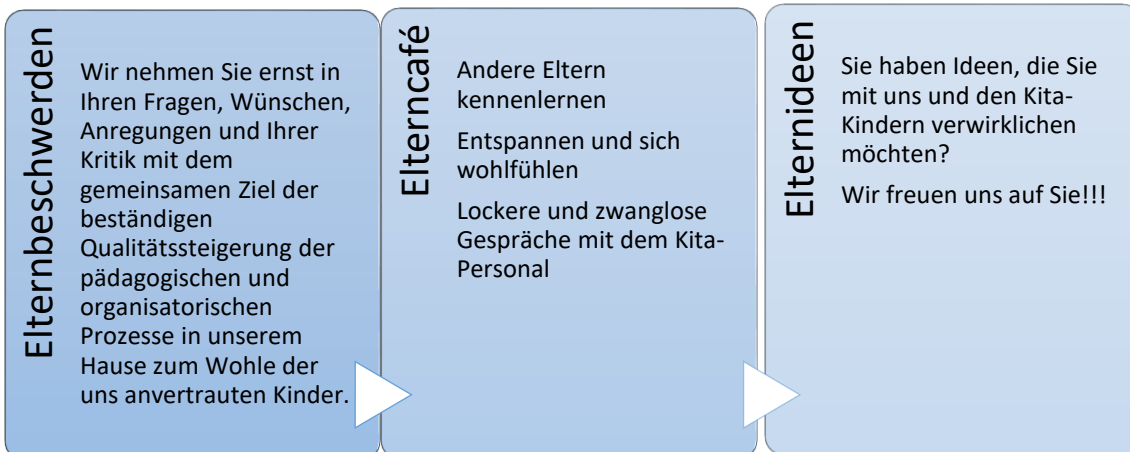 Elternbeschwerden
Wir nehmen Sie ernst in
Ihren Fragen, Wünschen,
Anregungen und Ihrer
Kritik mit dem
gemeinsamen Ziel der
beständigen
Qualitätssteigerung der
pädagogischen und
organisatorischen
Prozesse in unserem
Hause zum Wohle der
uns anvertrauten Kinder.
Elterncafé
Andere Eltern
kennenlernen
Entspannen und sich
wohlfühlen
Lockere und zwanglose
Gespräche mit dem Kita-
Personal
Elternideen
Sie haben Ideen, die Sie
mit uns und den Kita-
Kindern verwirklichen
möchten?
Wir freuen uns auf Sie!!!